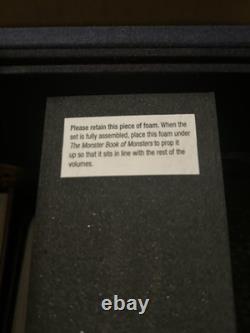 Please retain this piece of foam. When the
set is fully assembled, place this foam under
The Monster Book of Monsters to prop it
up so that it sits in line with the rest of the
volumes.